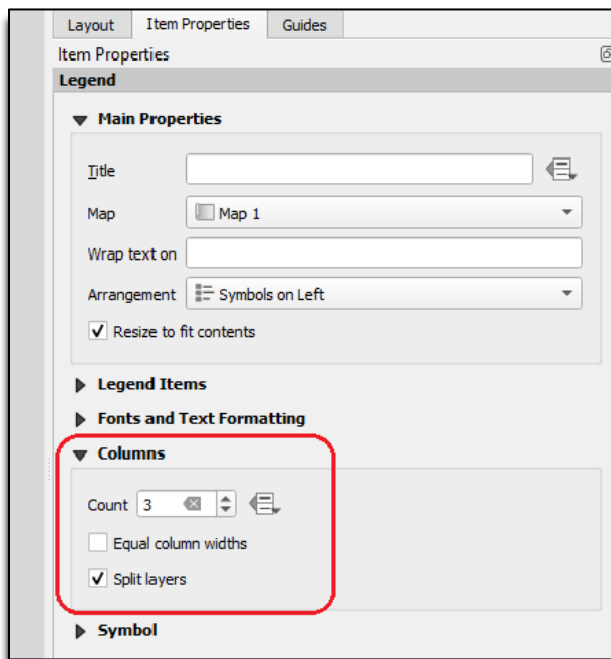 Layout Item Properties Guides
Item Properties
Legend
Main Properties
Title
Map Map 1
Wrap text on
Arrangement Symbols on Left
Resize to fit contents
Legend Items
Fonts and Text Formatting
Columns
Count 3
Equal column widths
Split layers
Symbol